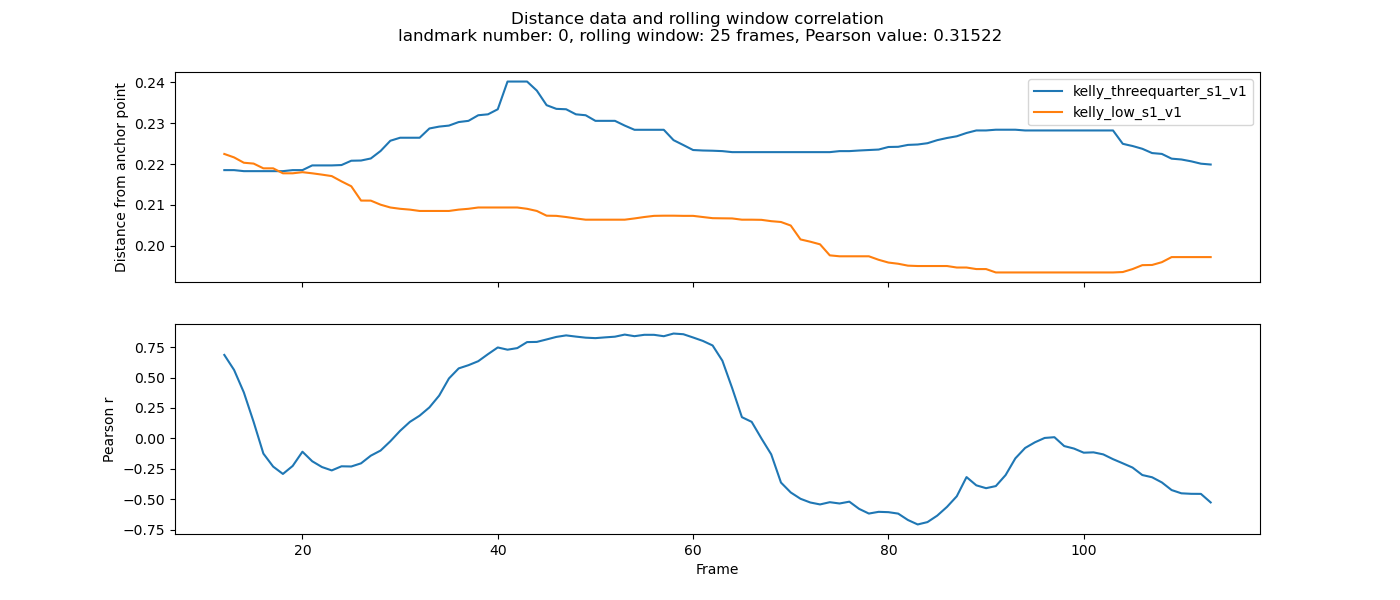 Distance data and rolling window correlation
landmark number: 0, rolling window: 25 frames, Pearson value: 0.31522
Distance from anchor point
0.24
0.23
0.22
0.21
0.20
kelly_threequarter_s1_v1
kelly_low_s1_v1
Pearson r
0.75
0.50
0.25
0.00
−0.25
−0.50
−0.75
20 40 60 80 100
Frame